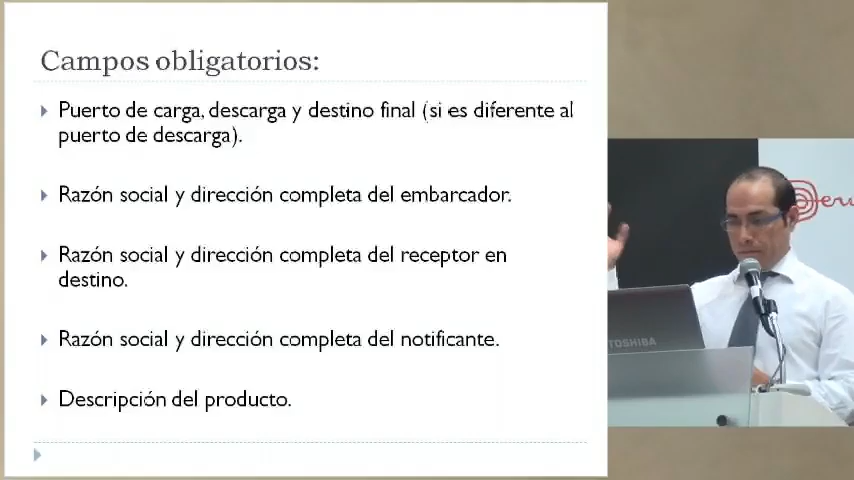 Campos obligatorios:
Puerto de carga, descarga y destino final (si es diferente al
puerto de descarga).
Razón social y dirección completa del embarcador.
Razón social y dirección completa del receptor en
destino.
Razón social y dirección completa del notificante.
Descripción del producto.
TOSHIBA